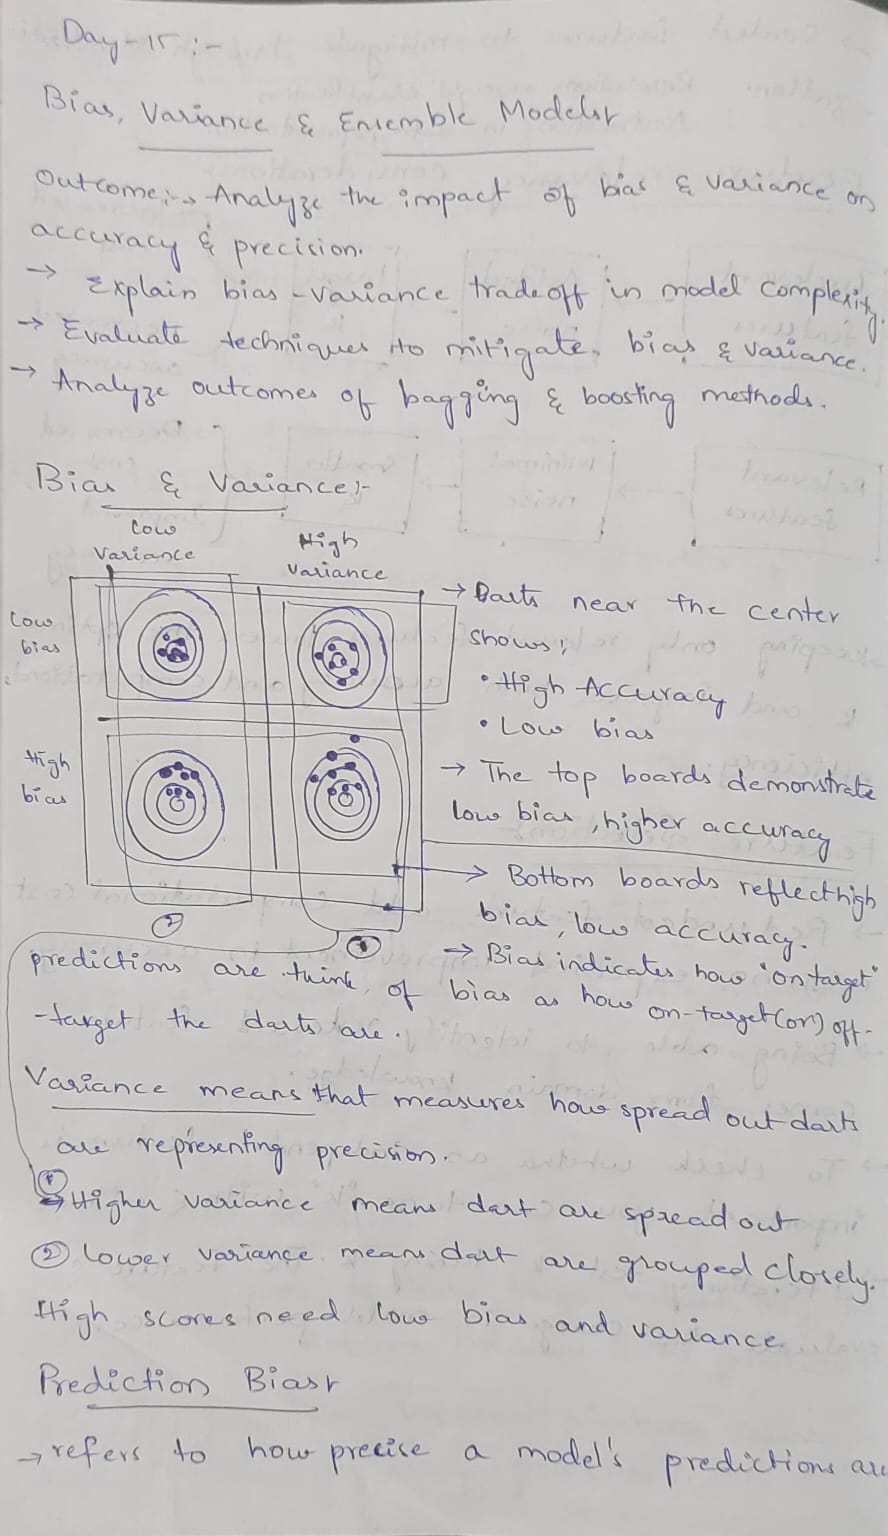 Day-15:-
Bias, Variance & Ensemble Models:-
Outcome:-> Analyze the impact of bias & variance on
accuracy & precision.
-> Explain bias-variance tradeoff in model complexity.
-> Evaluate techniques to mitigate bias & variance.
-> Analyze outcomes of bagging & boosting methods.
Bias & Variance:-
Low
Variance
High
Variance
Low
bias
High
bias
-> Darts near the center
shows;
• High Accuracy
• Low bias
-> The top boards demonstrate
low bias, higher accuracy
-> Bottom boards reflect high
bias, low accuracy.
-> Bias indicates how "on target"
②
①
predictions are think of bias as how on-target(or) off-
-target the darts are.
Variance means that measures how spread out darts
are representing precision.
①
-> Higher variance means dart are spread out
② lower variance means dart are grouped closely.
High scores need low bias and variance
Prediction Bias:-
-> refers to how precise a model's predictions are